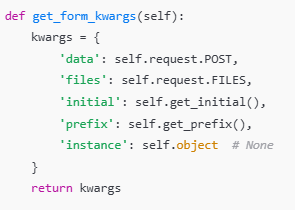 def get_form_kwargs(self):
    kwargs = {
        'data': self.request.POST,
        'files': self.request.FILES,
        'initial': self.get_initial(),
        'prefix': self.get_prefix(),
        'instance': self.object  # None
    }
    return kwargs